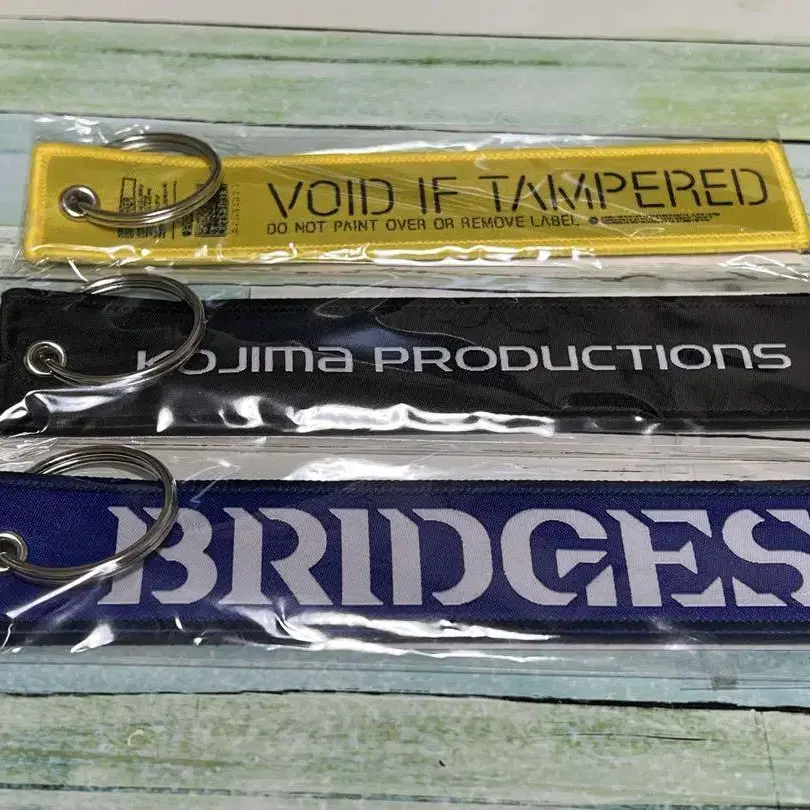 VOID IF TAMPERED
DO NOT PAINT OVER OR REMOVE LABEL
KOJIMA PRODUCTIONS
BRIDGES